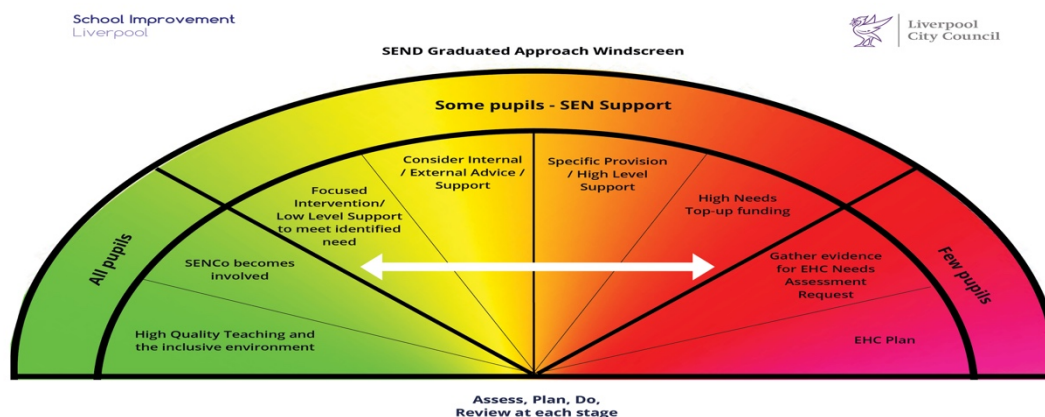 School Improvement
Liverpool
Liverpool
City Council
SEND Graduated Approach Windscreen
Some pupils - SEN Support
All pupils
Few pupils
High Quality Teaching and
the inclusive environment
SENCo becomes
involved
Focused
Intervention/
Low Level Support
to meet identified
need
Consider Internal
/ External Advice /
Support
Specific Provision
/ High Level
Support
High Needs
Top-up funding
Gather evidence
for EHC Needs
Assessment
Request
EHC Plan
Assess, Plan, Do,
Review at each stage